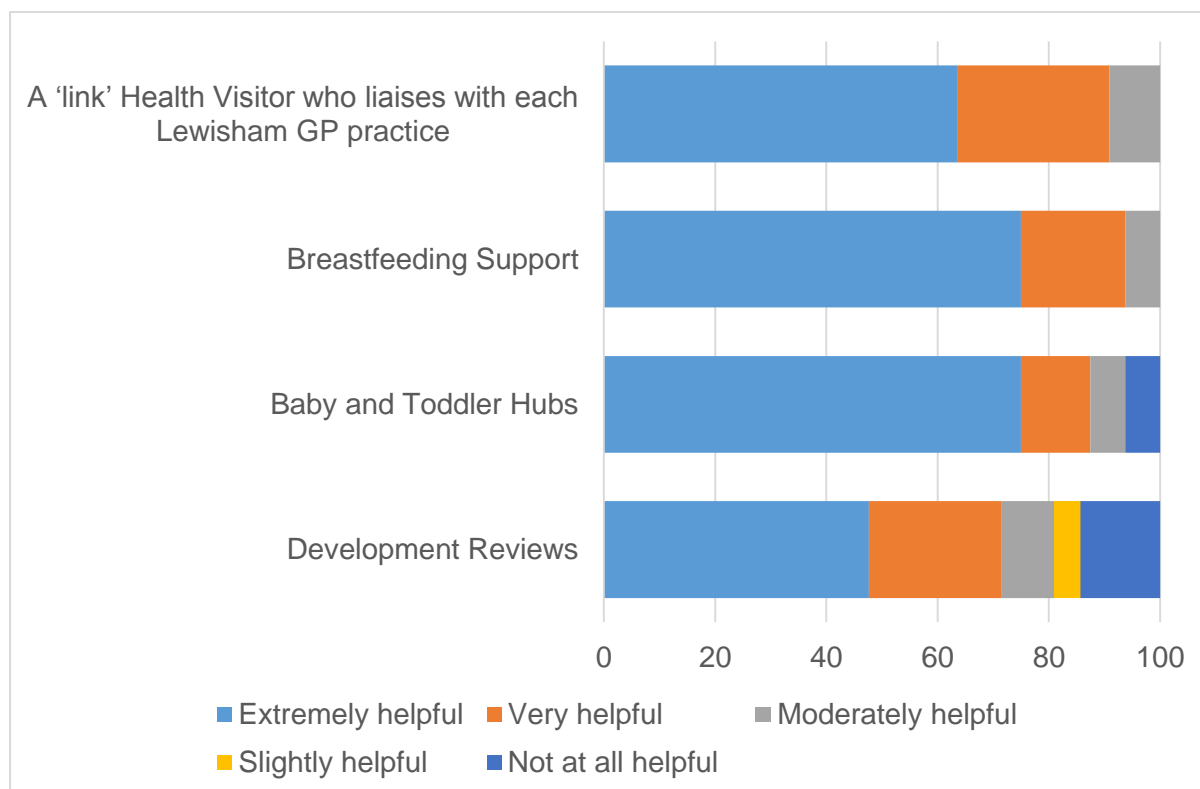 A ‘link’ Health Visitor who liaises with each
Lewisham GP practice
Breastfeeding Support
Baby and Toddler Hubs
Development Reviews
0 20 40 60 80 100
Extremely helpful Very helpful Moderately helpful
Slightly helpful Not at all helpful